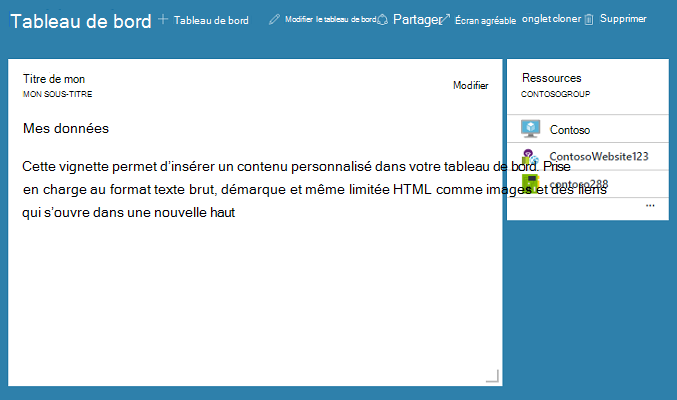 Tableau de bord
Tableau de bord
Modifier le tableau de bord
Partager
Écran agréable
onglet cloner
Supprimer
Titre de mon
MON SOUS-TITRE
Modifier
Mes données
Cette vignette permet d’insérer un contenu personnalisé dans votre tableau de bord. Prise
en charge au format texte brut, démarque et même limitée HTML comme images et des liens
qui s’ouvre dans une nouvelle haut
Ressources
CONTOSOGROUP
Contoso
ContosoWebsite123
contoso288
...